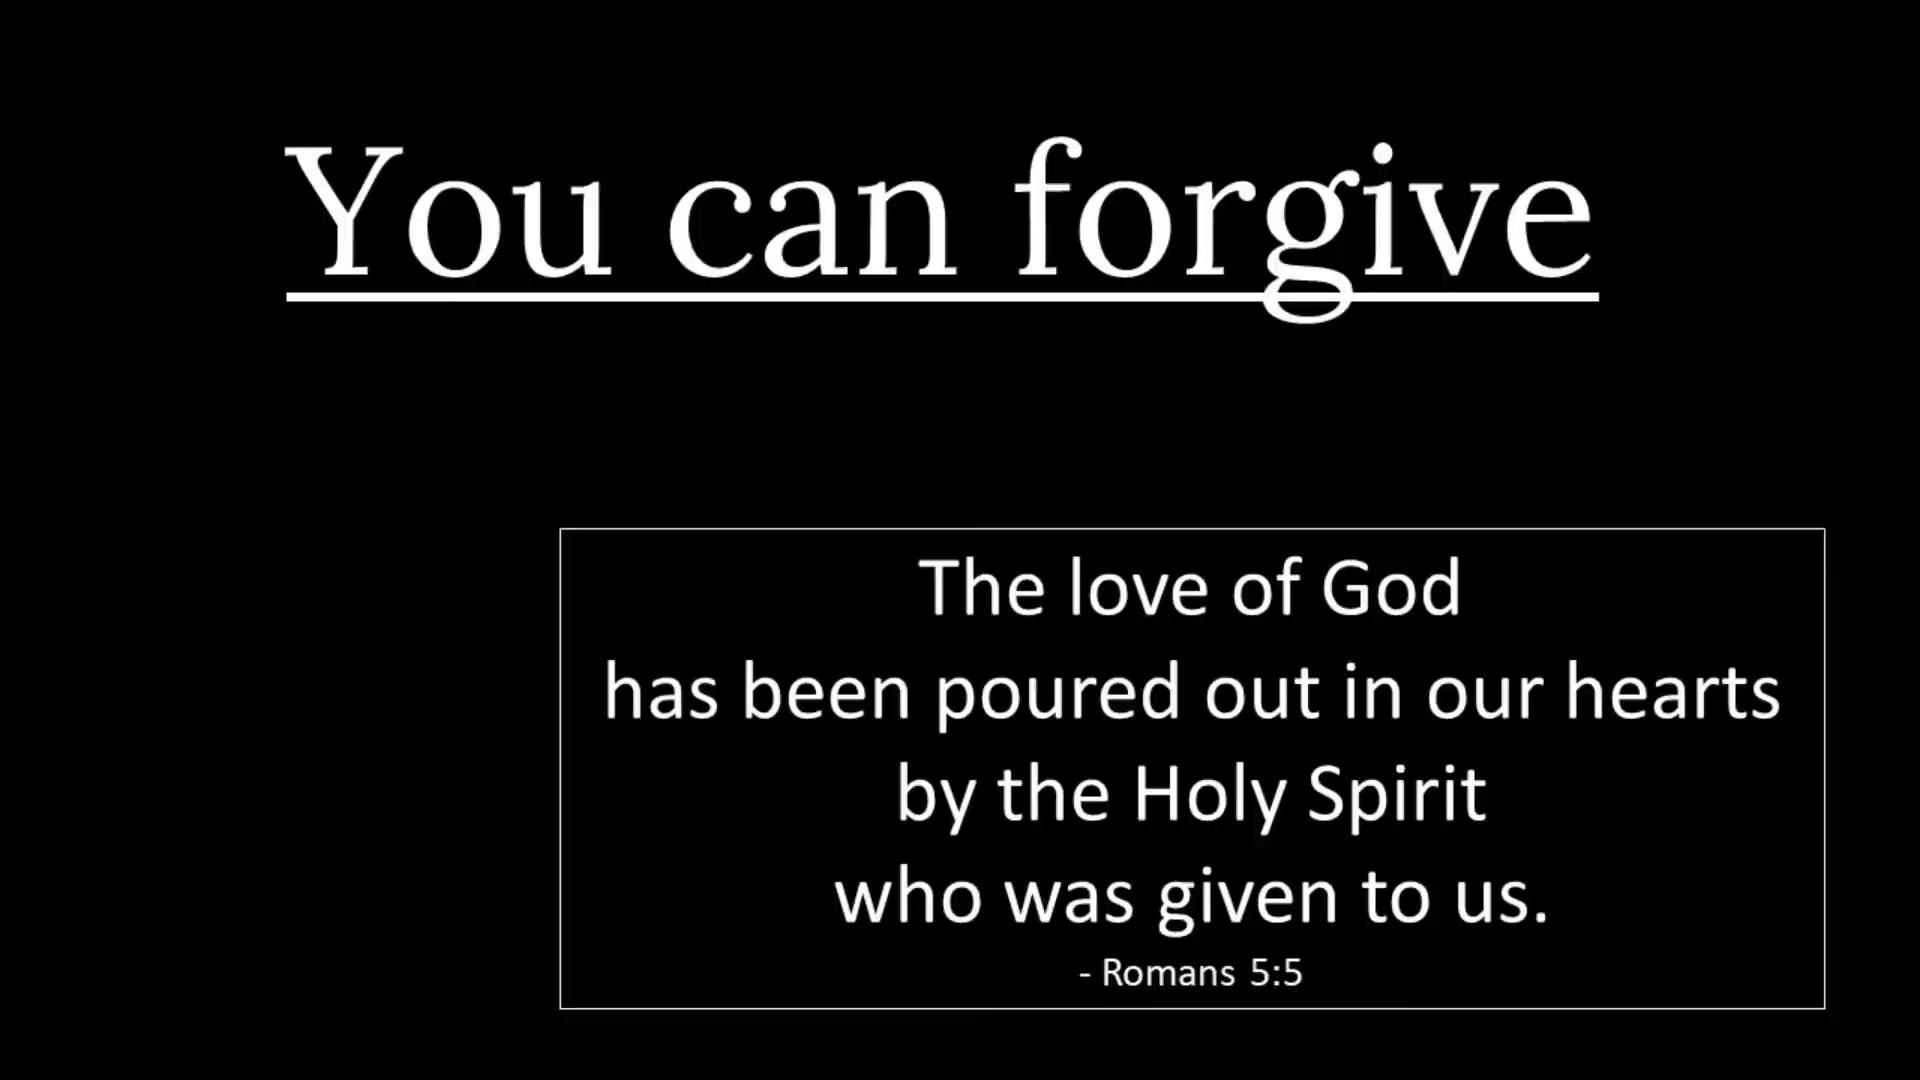 You can forgive
The love of God
has been poured out in our hearts
by the Holy Spirit
who was given to us.
- Romans 5:5